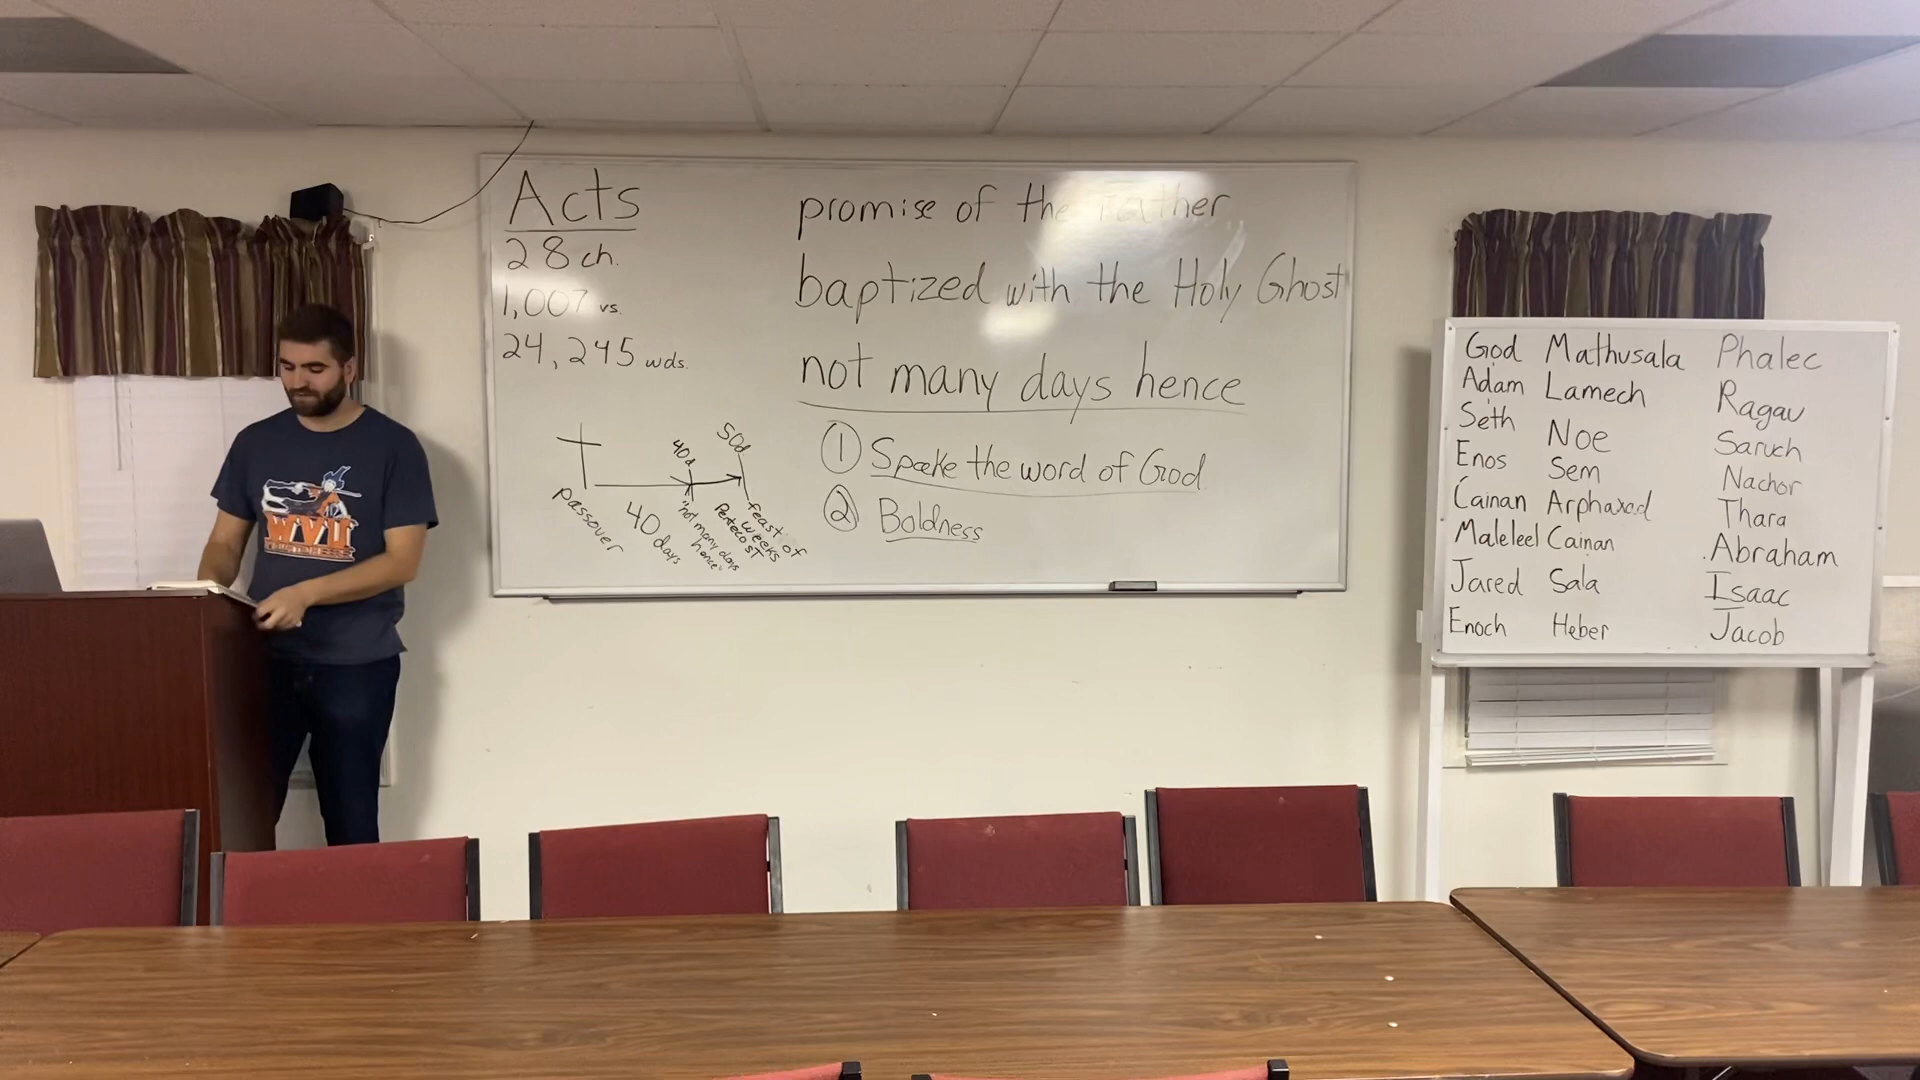 Acts
28 ch.
1,007 vs.
24,245 wds.
promise of the Father
baptized with the Holy Ghost
not many days hence
① Spake the word of God
② Boldness
40d
50d
passover
40 days
"not many days
hence"
Pentecost
feast of
weeks
WVU
God
Adam
Seth
Enos
Cainan
Maleleel
Jared
Enoch
Mathusala
Lamech
Noe
Sem
Arphaxad
Cainan
Sala
Heber
Phalec
Ragau
Saruch
Nachor
Thara
Abraham
Isaac
Jacob